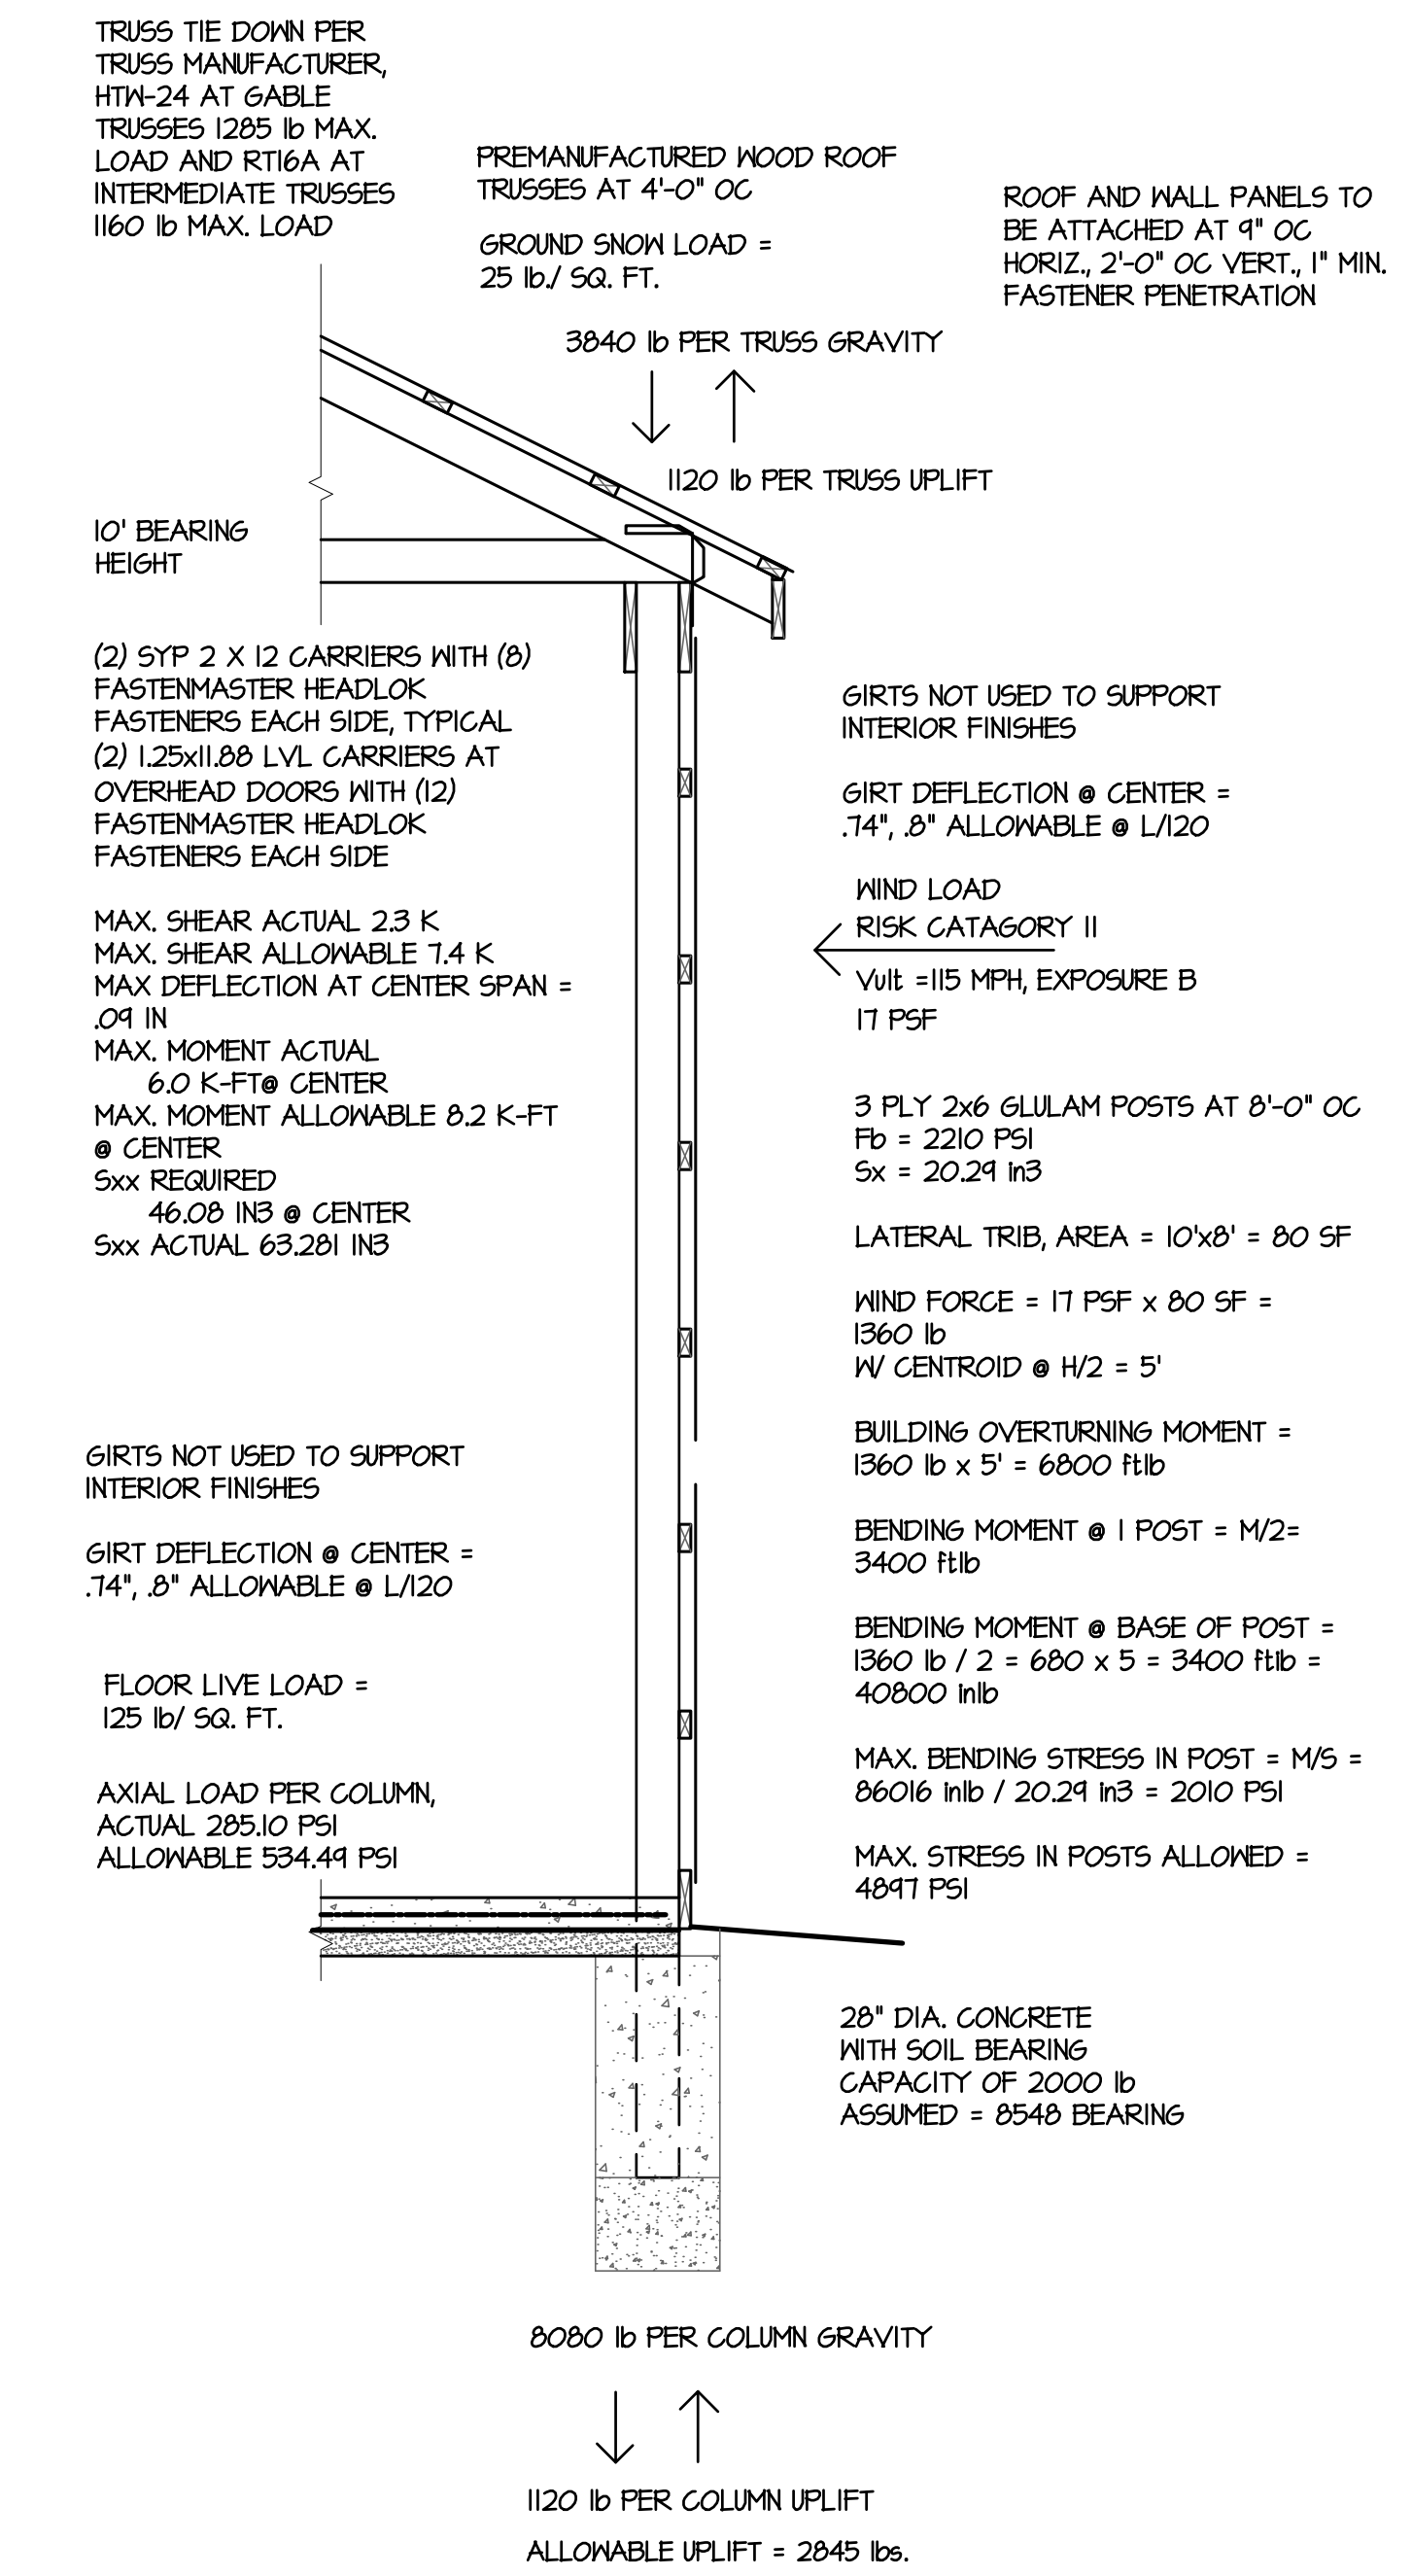 TRUSS TIE DOWN PER
TRUSS MANUFACTURER,
HTW-24 AT GABLE
TRUSSES 1285 lb MAX.
LOAD AND RT16A AT
INTERMEDIATE TRUSSES
1160 lb MAX. LOAD
PREMANUFACTURED WOOD ROOF
TRUSSES AT 4'-0" OC
GROUND SNOW LOAD =
25 lb./ SQ. FT.
ROOF AND WALL PANELS TO
BE ATTACHED AT 9" OC
HORIZ., 2'-0" OC VERT., 1" MIN.
FASTENER PENETRATION
3840 lb PER TRUSS GRAVITY
1120 lb PER TRUSS UPLIFT
10' BEARING
HEIGHT
(2) SYP 2 X 12 CARRIERS WITH (8)
FASTENMASTER HEADLOK
FASTENERS EACH SIDE, TYPICAL
(2) 1.25x11.88 LVL CARRIERS AT
OVERHEAD DOORS WITH (12)
FASTENMASTER HEADLOK
FASTENERS EACH SIDE
MAX. SHEAR ACTUAL 2.3 K
MAX. SHEAR ALLOWABLE 7.4 K
MAX DEFLECTION AT CENTER SPAN =
.09 IN
MAX. MOMENT ACTUAL
6.0 K-FT@ CENTER
MAX. MOMENT ALLOWABLE 8.2 K-FT
@ CENTER
Sxx REQUIRED
46.08 IN3 @ CENTER
Sxx ACTUAL 63.281 IN3
GIRTS NOT USED TO SUPPORT
INTERIOR FINISHES
GIRT DEFLECTION @ CENTER =
.74", .8" ALLOWABLE @ L/120
FLOOR LIVE LOAD =
125 lb/ SQ. FT.
AXIAL LOAD PER COLUMN,
ACTUAL 285.10 PSI
ALLOWABLE 534.49 PSI
GIRTS NOT USED TO SUPPORT
INTERIOR FINISHES
GIRT DEFLECTION @ CENTER =
.74", .8" ALLOWABLE @ L/120
WIND LOAD
RISK CATAGORY II
Vult =115 MPH, EXPOSURE B
17 PSF
3 PLY 2x6 GLULAM POSTS AT 8'-0" OC
Fb = 2210 PSI
Sx = 20.29 in3
LATERAL TRIB, AREA = 10'x8' = 80 SF
WIND FORCE = 17 PSF x 80 SF =
1360 lb
W/ CENTROID @ H/2 = 5'
BUILDING OVERTURNING MOMENT =
1360 lb x 5' = 6800 ftlb
BENDING MOMENT @ 1 POST = M/2=
3400 ftlb
BENDING MOMENT @ BASE OF POST =
1360 lb / 2 = 680 x 5 = 3400 ftlb =
40800 inlb
MAX. BENDING STRESS IN POST = M/S =
86016 inlb / 20.29 in3 = 2010 PSI
MAX. STRESS IN POSTS ALLOWED =
4897 PSI
28" DIA. CONCRETE
WITH SOIL BEARING
CAPACITY OF 2000 lb
ASSUMED = 8548 BEARING
8080 lb PER COLUMN GRAVITY
1120 lb PER COLUMN UPLIFT
ALLOWABLE UPLIFT = 2845 lbs.